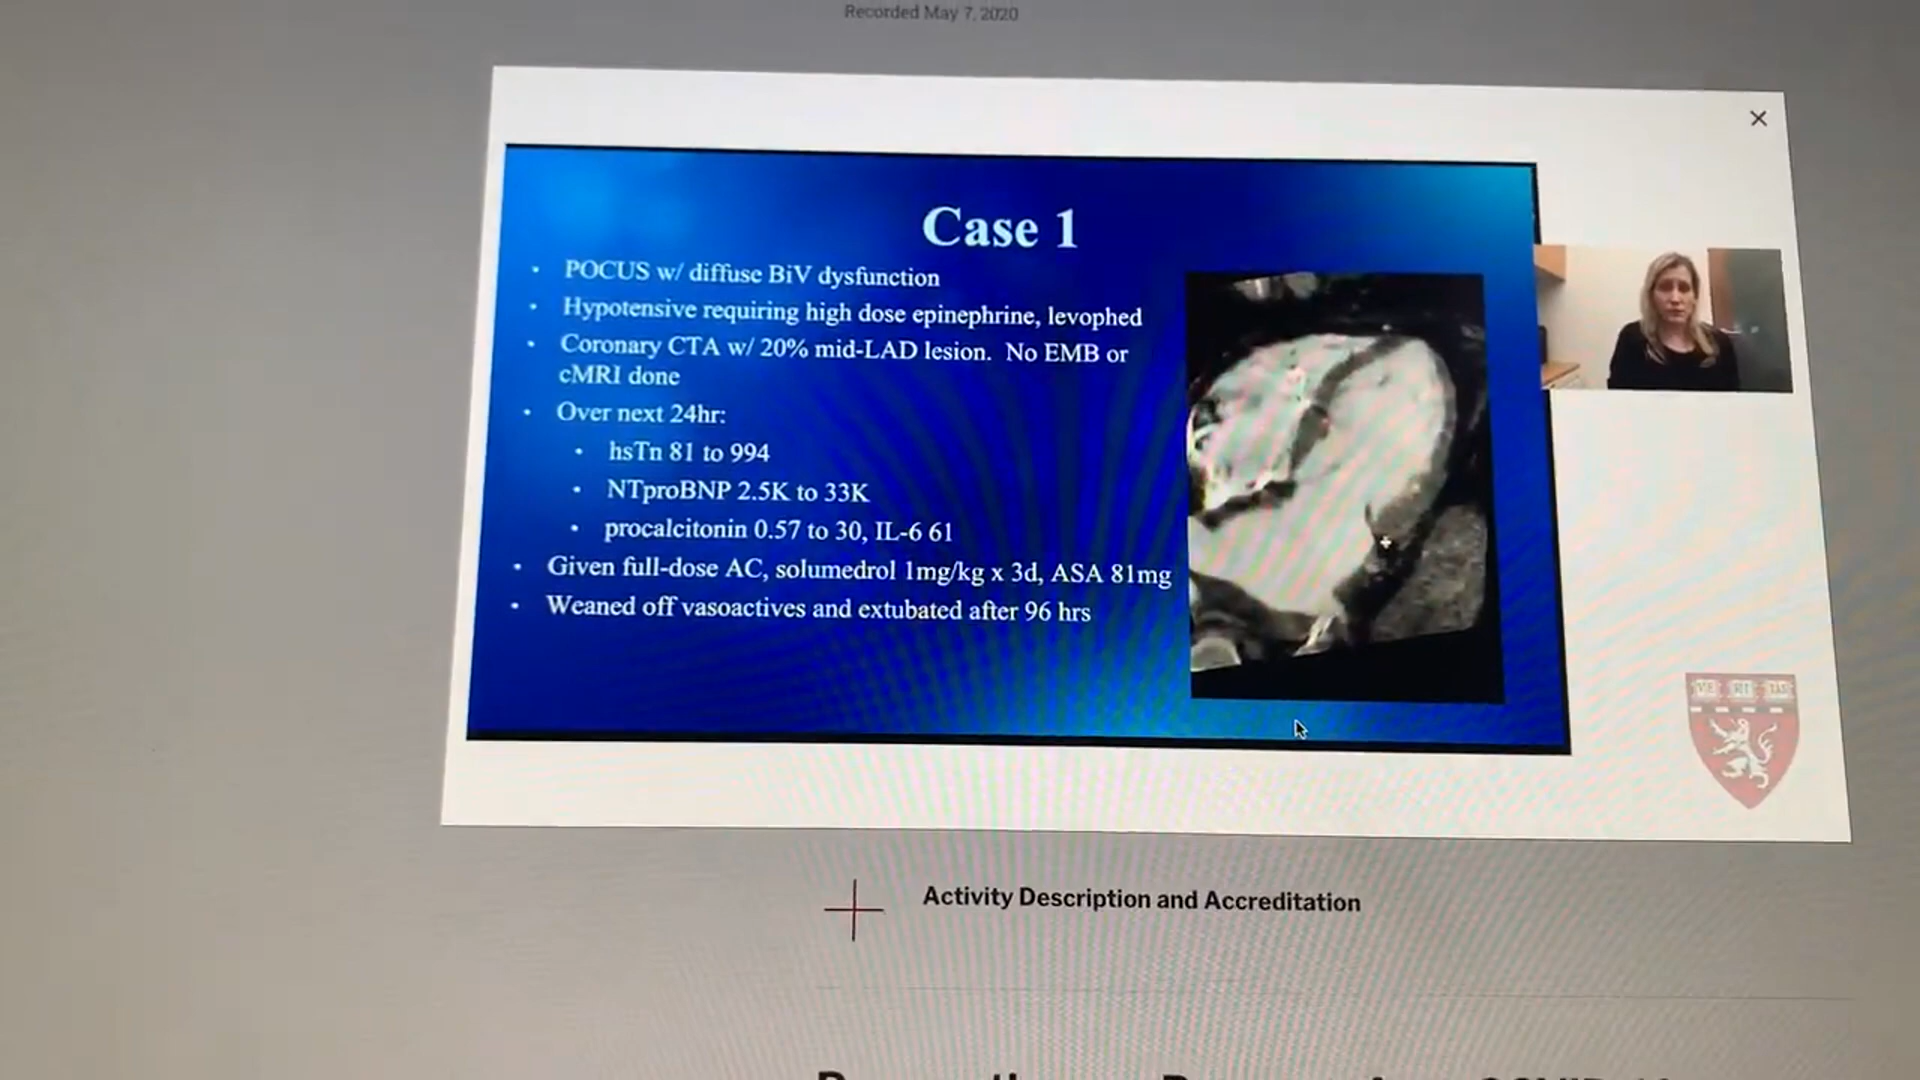 Recorded May 7, 2020
Case 1
• POCUS w/ diffuse BiV dysfunction
• Hypotensive requiring high dose epinephrine, levophed
• Coronary CTA w/ 20% mid-LAD lesion. No EMB or
cMRI done
• Over next 24hr:
• hsTn 81 to 994
• NTproBNP 2.5K to 33K
• procalcitonin 0.57 to 30, IL-6 61
• Given full-dose AC, solumedrol 1mg/kg x 3d, ASA 81mg
• Weaned off vasoactives and extubated after 96 hrs
VE RI TAS
Activity Description and Accreditation